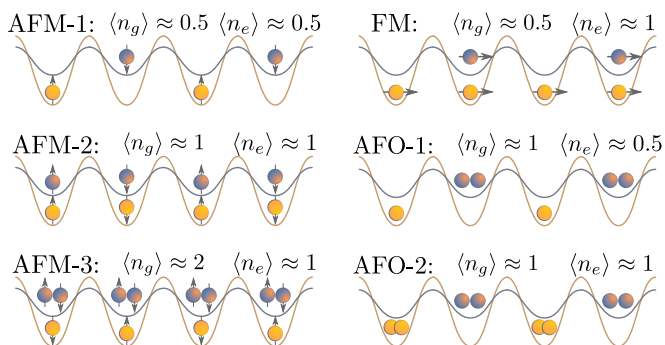 AFM-1: ⟨n_g⟩ ≈ 0.5 ⟨n_e⟩ ≈ 0.5
FM: ⟨n_g⟩ ≈ 0.5 ⟨n_e⟩ ≈ 1
AFM-2: ⟨n_g⟩ ≈ 1 ⟨n_e⟩ ≈ 1
AFO-1: ⟨n_g⟩ ≈ 1 ⟨n_e⟩ ≈ 0.5
AFM-3: ⟨n_g⟩ ≈ 2 ⟨n_e⟩ ≈ 1
AFO-2: ⟨n_g⟩ ≈ 1 ⟨n_e⟩ ≈ 1